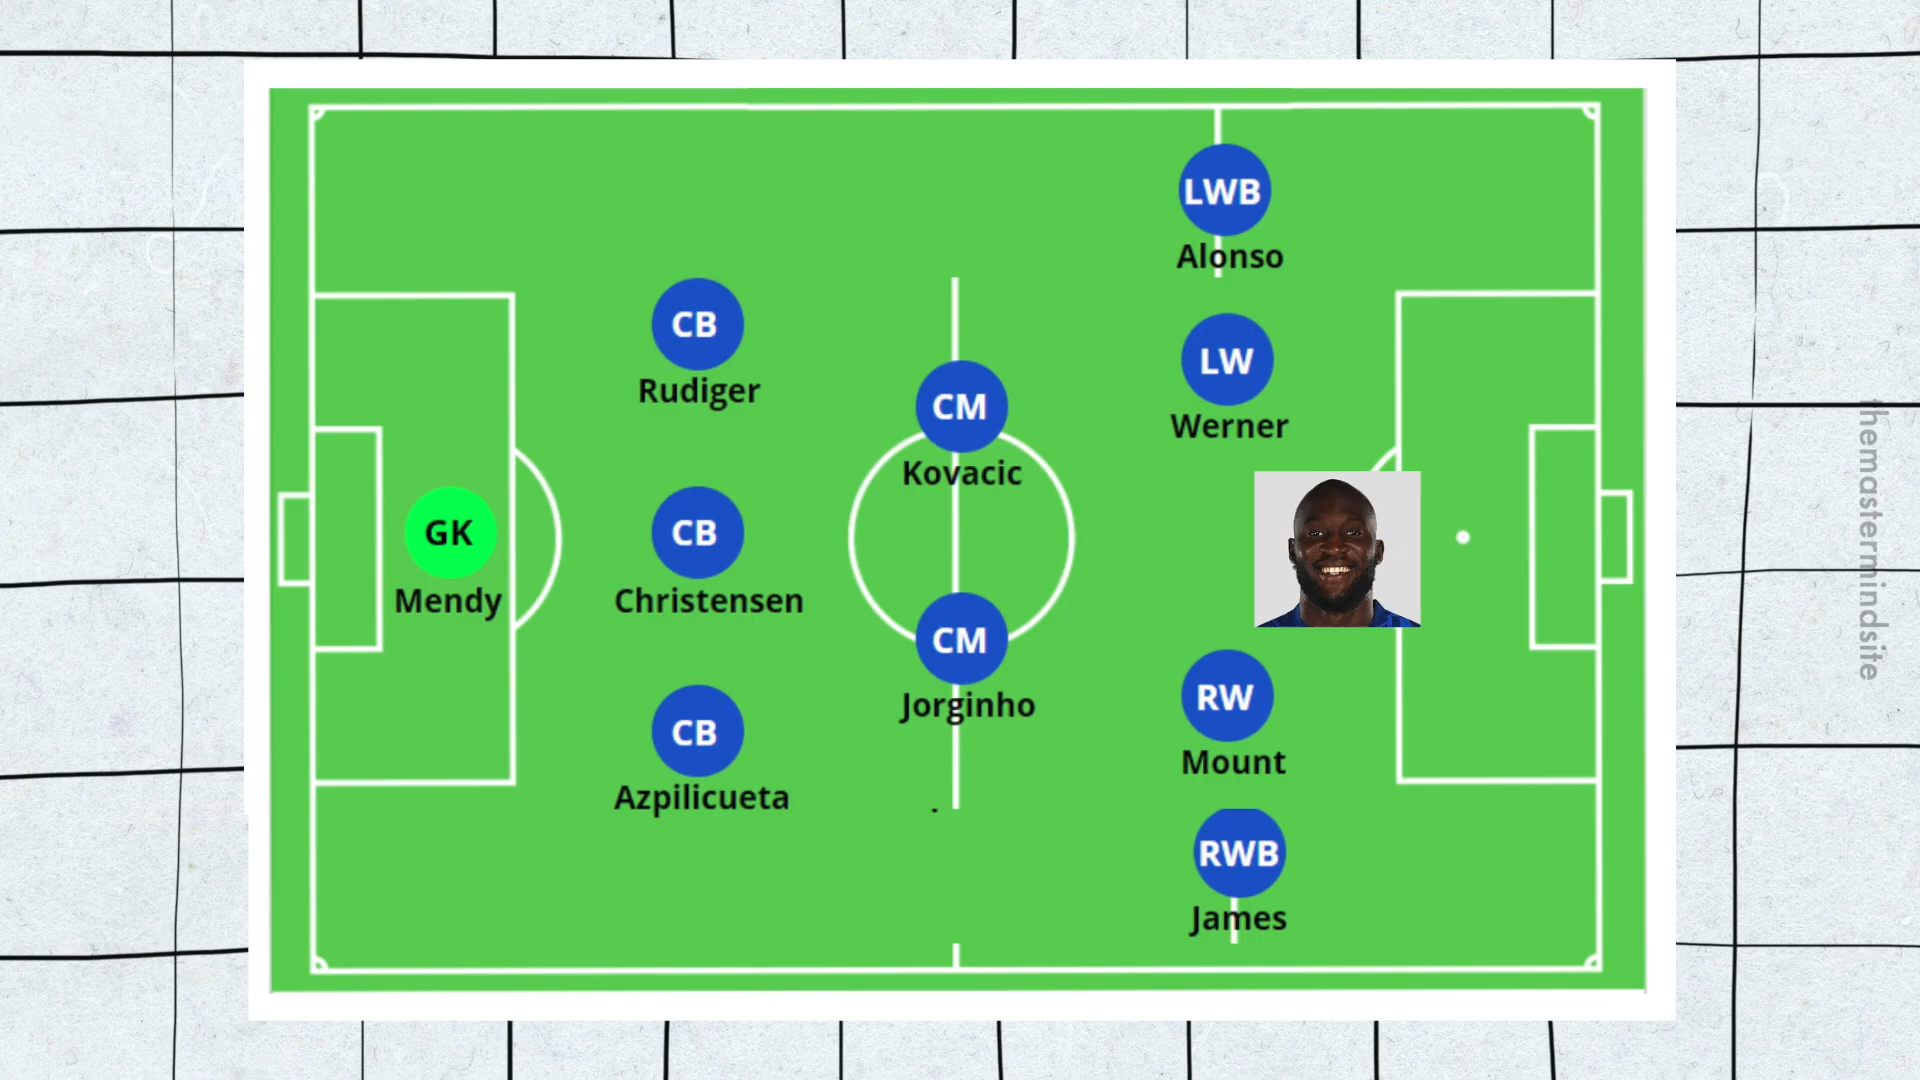 LWB
Alonso
CB
Rudiger
LW
Werner
CM
Kovacic
GK
Mendy
CB
Christensen
CM
Jorginho
RW
Mount
CB
Azpilicueta
RWB
James
themastermindsite